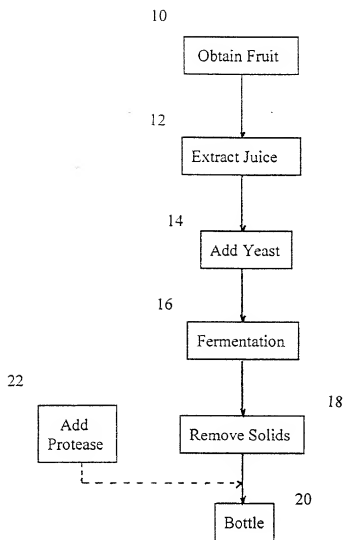 10
Obtain Fruit
12
Extract Juice
14
Add Yeast
16
Fermentation
22
Add
Protease
18
Remove Solids
20
Bottle